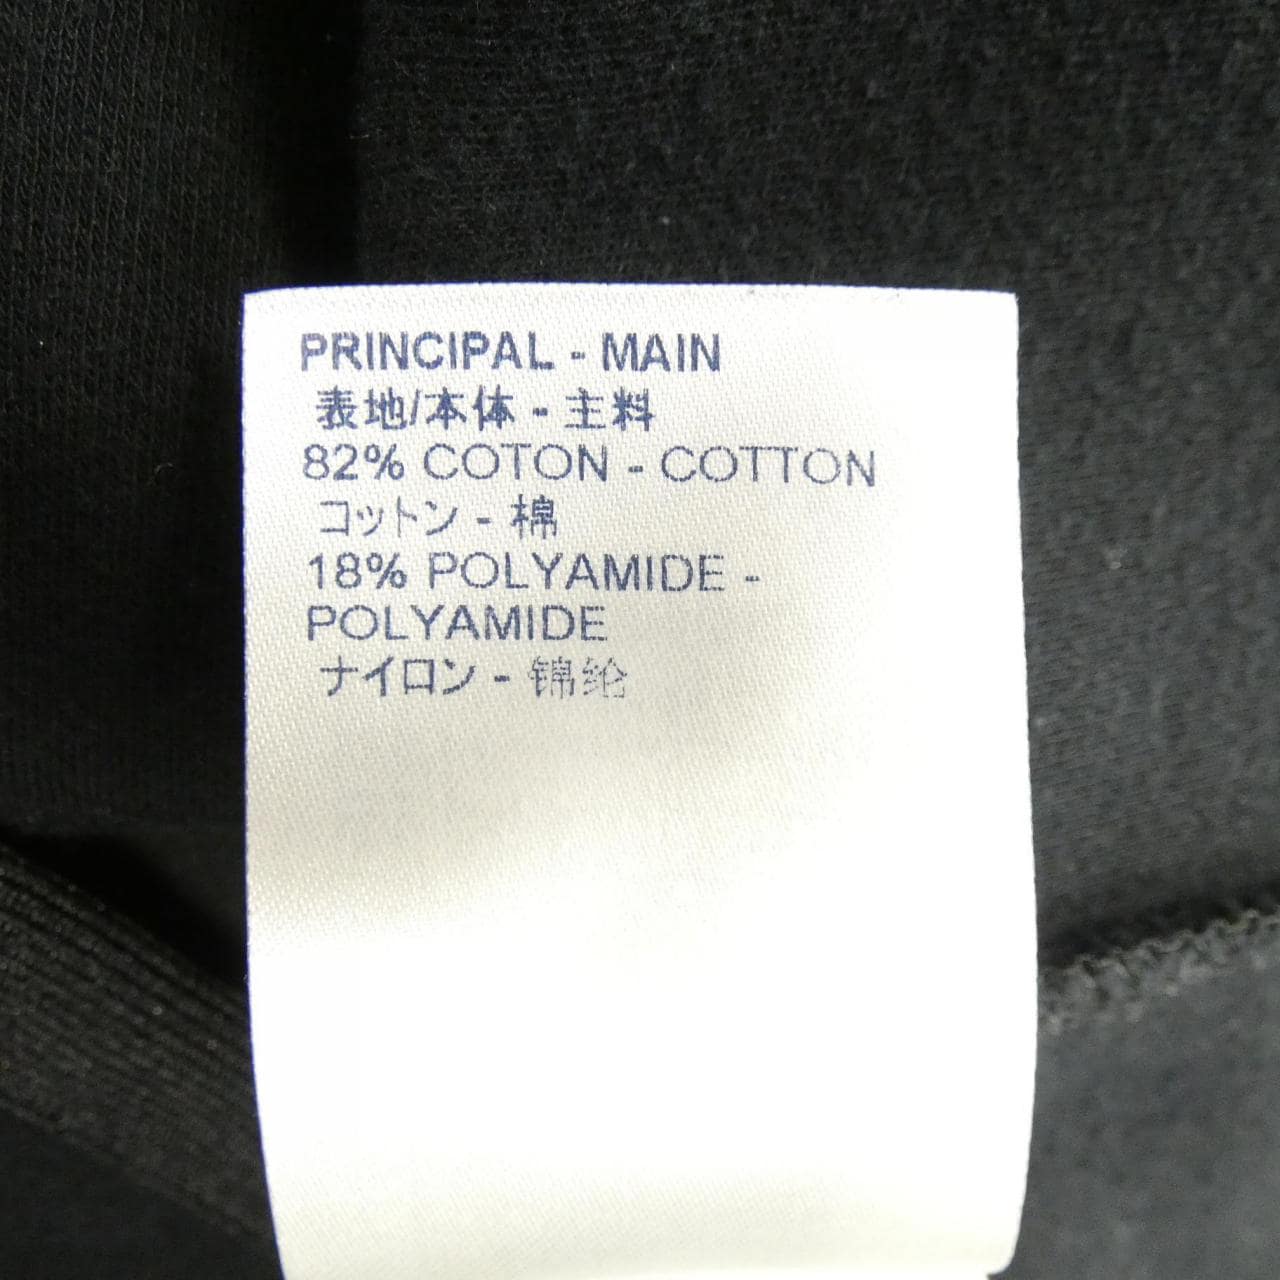 PRINCIPAL - MAIN
表地/本体 - 主料
82% COTON - COTTON
コットン - 棉
18% POLYAMIDE -
POLYAMIDE
ナイロン - 锦纶